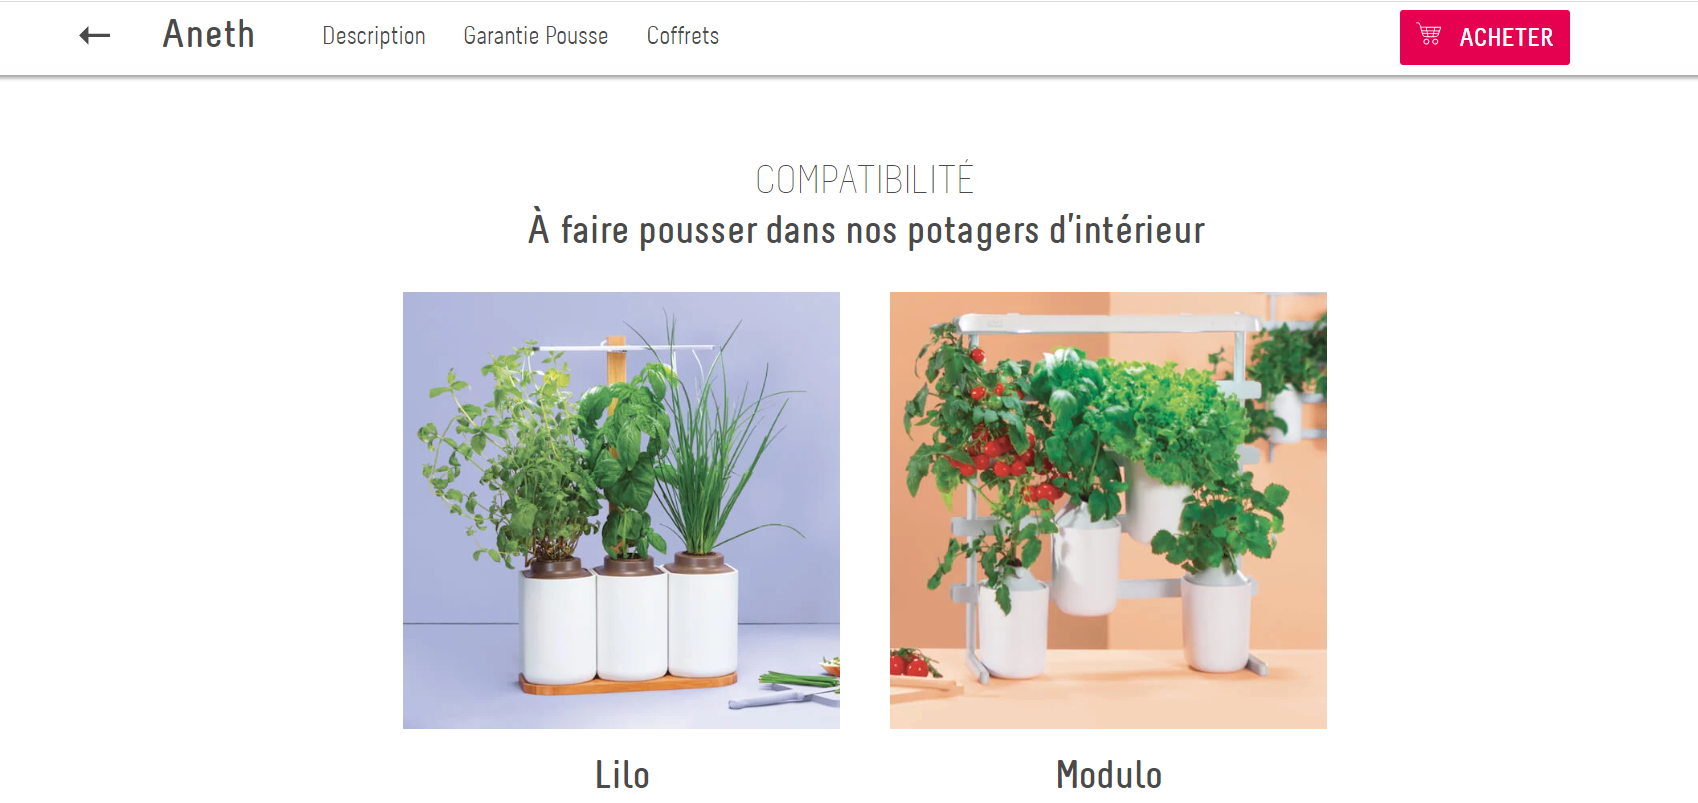 Aneth
Description
Garantie Pousse
Coffrets
ACHETER
COMPATIBILITÉ
À faire pousser dans nos potagers d'intérieur
Lilo
Modulo